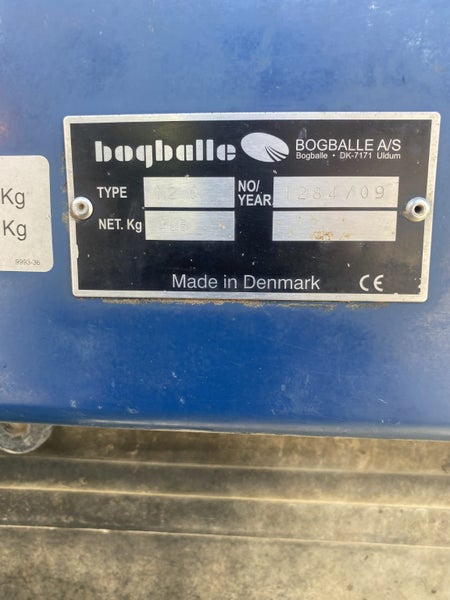 bogballe
BOGBALLE A/S
Bogballe • DK-7171 Uldum
TYPE
NO/
YEAR
1284/09
NET. Kg
Made in Denmark
CE
Kg
Kg
9993-36